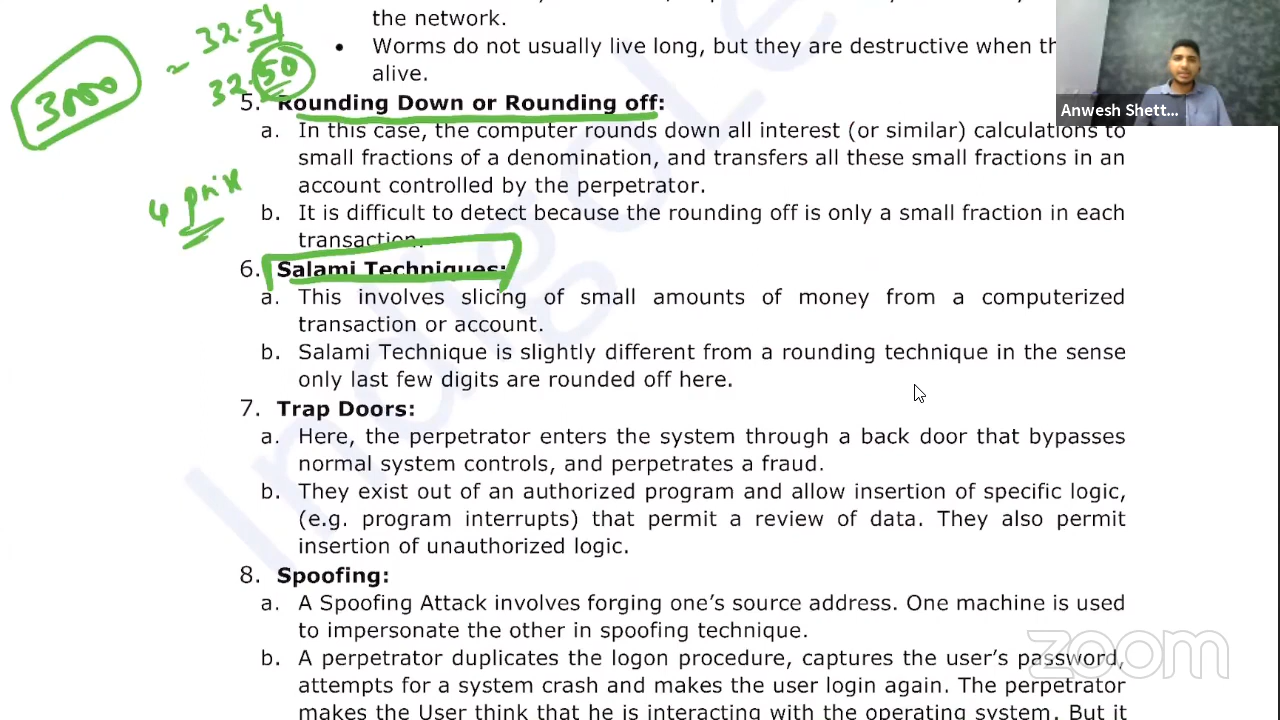 the network.
• Worms do not usually live long, but they are destructive when th
alive.
32.54
32.50
3000
5. Rounding Down or Rounding off:
a. In this case, the computer rounds down all interest (or similar) calculations to
small fractions of a denomination, and transfers all these small fractions in an
account controlled by the perpetrator.
b. It is difficult to detect because the rounding off is only a small fraction in each
transaction.
4
6. Salami Techniques:
a. This involves slicing of small amounts of money from a computerized
transaction or account.
b. Salami Technique is slightly different from a rounding technique in the sense
only last few digits are rounded off here.
7. Trap Doors:
a. Here, the perpetrator enters the system through a back door that bypasses
normal system controls, and perpetrates a fraud.
b. They exist out of an authorized program and allow insertion of specific logic,
(e.g. program interrupts) that permit a review of data. They also permit
insertion of unauthorized logic.
8. Spoofing:
a. A Spoofing Attack involves forging one’s source address. One machine is used
to impersonate the other in spoofing technique.
b. A perpetrator duplicates the logon procedure, captures the user’s password,
attempts for a system crash and makes the user login again. The perpetrator
makes the User think that he is interacting with the operating system. But it
Anwesh Shett...
zoom